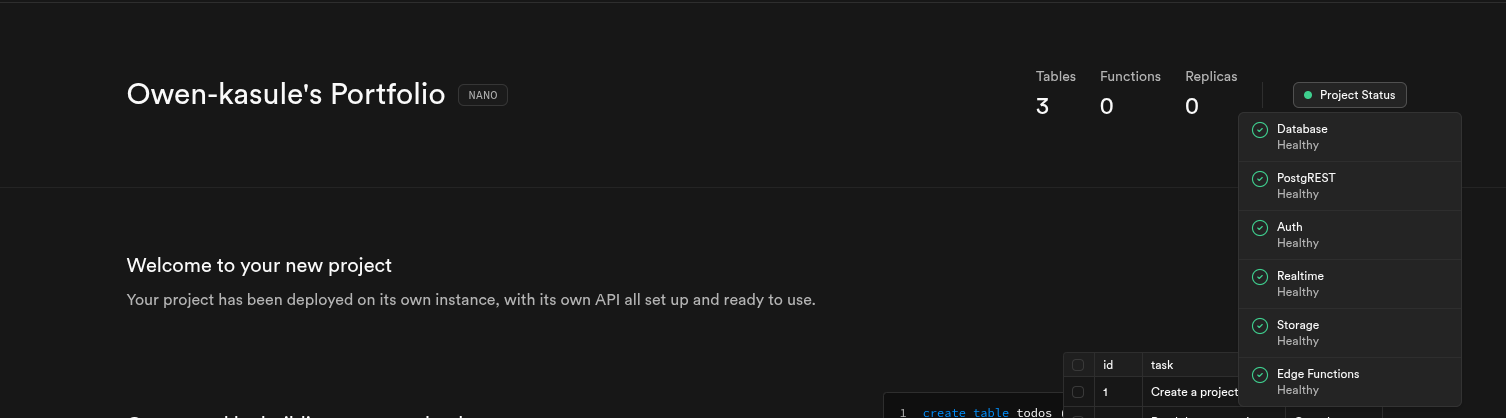 Owen-kasule's Portfolio NANO
Tables Functions Replicas
3 0 0
Project Status
Database
Healthy
PostgREST
Healthy
Auth
Healthy
Realtime
Healthy
Storage
Healthy
Edge Functions
Healthy
Welcome to your new project
Your project has been deployed on its own instance, with its own API all set up and ready to use.
id task
1 Create a project
1 create table todos (